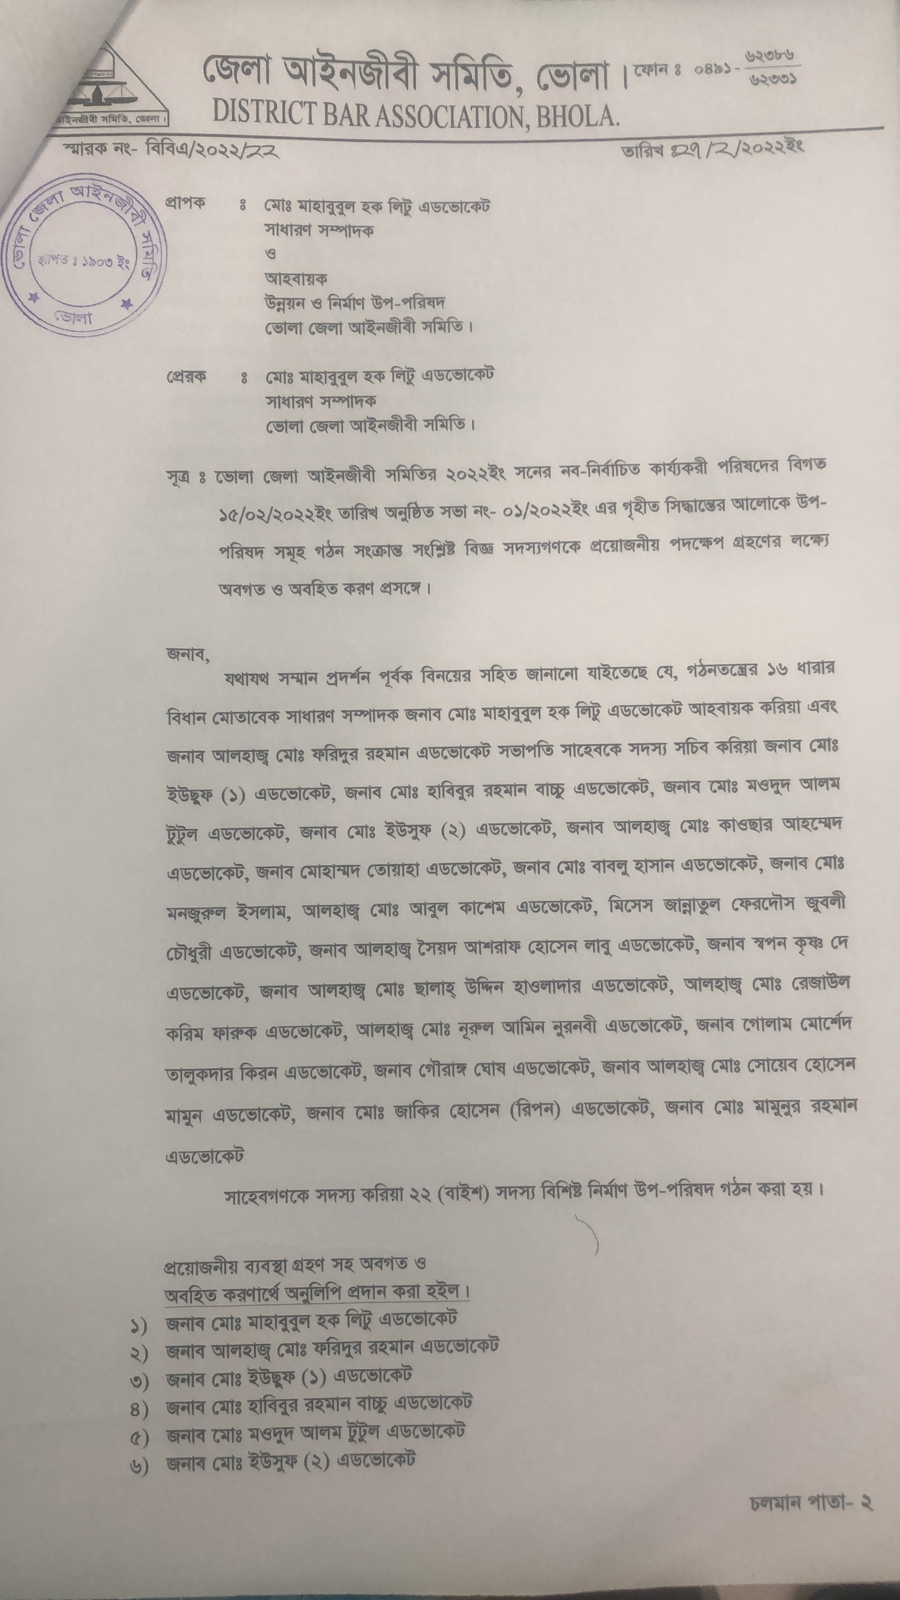 জেলা আইনজীবী সমিতি, ভোলা।
ফোন ঃ ০৪৯১-৬২৩৮৬
৬২৩৩১
DISTRICT BAR ASSOCIATION, BHOLA.
আইনজীবী সমিতি, ভোলা।
স্মারক নং- বিবিএ/২০২২/22
তারিখ ঃ২৭/2/২০২২ইং
ভোলা জেলা আইনজীবী সমিতি
স্থাপিত ঃ ১৯০৩ ইং
ভোলা
প্রাপক ঃ মোঃ মাহাবুবুল হক লিটু এডভোকেট
সাধারণ সম্পাদক
ও
আহবায়ক
উন্নয়ন ও নির্মাণ উপ-পরিষদ
ভোলা জেলা আইনজীবী সমিতি।
প্রেরক ঃ মোঃ মাহাবুবুল হক লিটু এডভোকেট
সাধারণ সম্পাদক
ভোলা জেলা আইনজীবী সমিতি।
সূত্র ঃ ভোলা জেলা আইনজীবী সমিতির ২০২২ইং সনের নব-নির্বাচিত কার্য্যকরী পরিষদের বিগত
১৫/০২/২০২২ইং তারিখ অনুষ্ঠিত সভা নং- ০১/২০২২ইং এর গৃহীত সিদ্ধান্তের আলোকে উপ-
পরিষদ সমূহ গঠন সংক্রান্ত সংশ্লিষ্ট বিজ্ঞ সদস্যগণকে প্রয়োজনীয় পদক্ষেপ গ্রহণের লক্ষ্যে
অবগত ও অবহিত করণ প্রসঙ্গে।
জনাব,
যথাযথ সম্মান প্রদর্শন পূর্বক বিনয়ের সহিত জানানো যাইতেছে যে, গঠনতন্ত্রের ১৬ ধারার
বিধান মোতাবেক সাধারণ সম্পাদক জনাব মোঃ মাহাবুবুল হক লিটু এডভোকেট আহবায়ক করিয়া এবং
জনাব আলহাজ্ব মোঃ ফরিদুর রহমান এডভোকেট সভাপতি সাহেবকে সদস্য সচিব করিয়া জনাব মোঃ
ইউছুফ (১) এডভোকেট, জনাব মোঃ হাবিবুর রহমান বাচ্চু এডভোকেট, জনাব মোঃ মওদুদ আলম
টুটুল এডভোকেট, জনাব মোঃ ইউসুফ (২) এডভোকেট, জনাব আলহাজ্ব মোঃ কাওছার আহম্মেদ
এডভোকেট, জনাব মোহাম্মদ তোয়াহা এডভোকেট, জনাব মোঃ বাবলু হাসান এডভোকেট, জনাব মোঃ
মনজুরুল ইসলাম, আলহাজ্ব মোঃ আবুল কাশেম এডভোকেট, মিসেস জান্নাতুল ফেরদৌস জুবলী
চৌধুরী এডভোকেট, জনাব আলহাজ্ব সৈয়দ আশরাফ হোসেন লাবু এডভোকেট, জনাব স্বপন কৃষ্ণ দে
এডভোকেট, জনাব আলহাজ্ব মোঃ ছালাহ্ উদ্দিন হাওলাদার এডভোকেট, আলহাজ্ব মোঃ রেজাউল
করিম ফারুক এডভোকেট, আলহাজ্ব মোঃ নূরুল আমিন নুরনবী এডভোকেট, জনাব গোলাম মোর্শেদ
তালুকদার কিরন এডভোকেট, জনাব গৌরাঙ্গ ঘোষ এডভোকেট, জনাব আলহাজ্ব মোঃ সোয়েব হোসেন
মামুন এডভোকেট, জনাব মোঃ জাকির হোসেন (রিপন) এডভোকেট, জনাব মোঃ মামুনুর রহমান
এডভোকেট
সাহেবগণকে সদস্য করিয়া ২২ (বাইশ) সদস্য বিশিষ্ট নির্মাণ উপ-পরিষদ গঠন করা হয়।
প্রয়োজনীয় ব্যবস্থা গ্রহণ সহ অবগত ও
অবহিত করণার্থে অনুলিপি প্রদান করা হইল।
১) জনাব মোঃ মাহাবুবুল হক লিটু এডভোকেট
২) জনাব আলহাজ্ব মোঃ ফরিদুর রহমান এডভোকেট
৩) জনাব মোঃ ইউছুফ (১) এডভোকেট
৪) জনাব মোঃ হাবিবুর রহমান বাচ্চু এডভোকেট
৫) জনাব মোঃ মওদুদ আলম টুটুল এডভোকেট
৬) জনাব মোঃ ইউসুফ (২) এডভোকেট
চলমান পাতা- ২